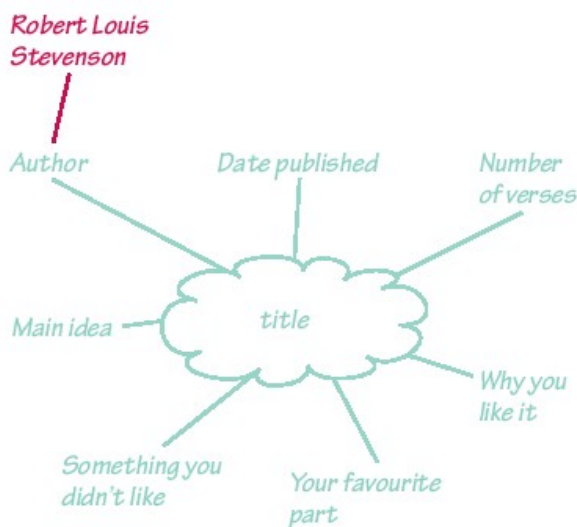 Robert Louis
Stevenson
Author
Date published
Number
of verses
Main idea
title
Why you
like it
Something you
didn't like
Your favourite
part